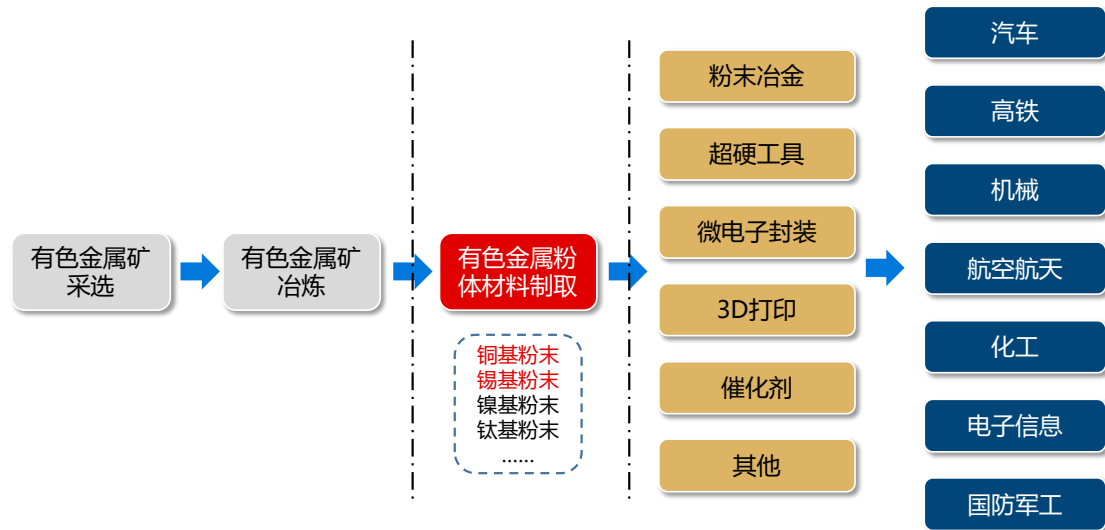 有色金属矿
采选
有色金属矿
冶炼
有色金属粉
体材料制取
铜基粉末
锡基粉末
镍基粉末
钛基粉末
......
粉末冶金
超硬工具
微电子封装
3D打印
催化剂
其他
汽车
高铁
机械
航空航天
化工
电子信息
国防军工